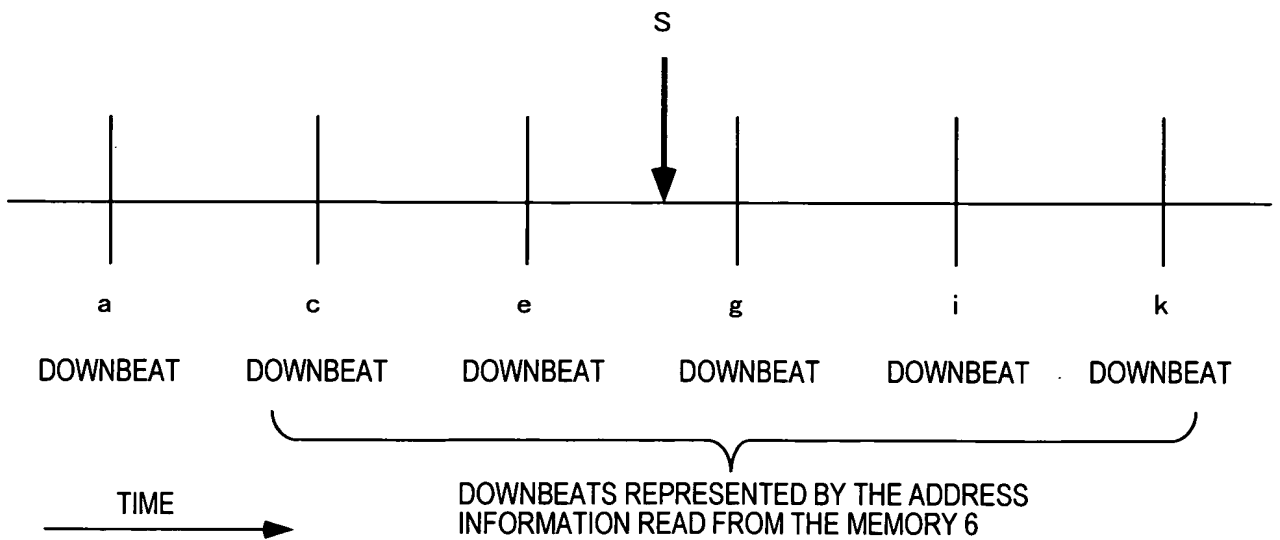 S
a c e g i k
DOWNBEAT DOWNBEAT DOWNBEAT DOWNBEAT DOWNBEAT DOWNBEAT
TIME
DOWNBEATS REPRESENTED BY THE ADDRESS
INFORMATION READ FROM THE MEMORY 6